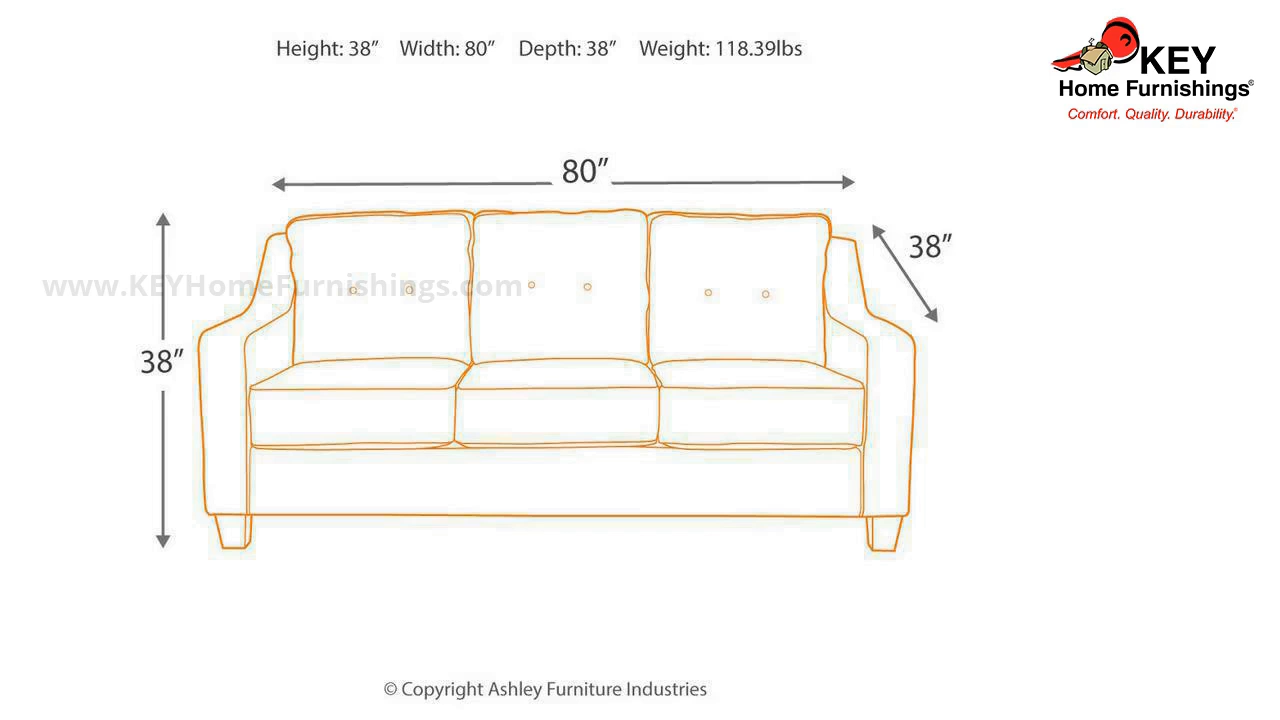 Height: 38” Width: 80” Depth: 38” Weight: 118.39lbs
KEY
Home Furnishings®
Comfort. Quality. Durability.®
80”
38”
www.KEYHomeFurnishings.com
38”
© Copyright Ashley Furniture Industries